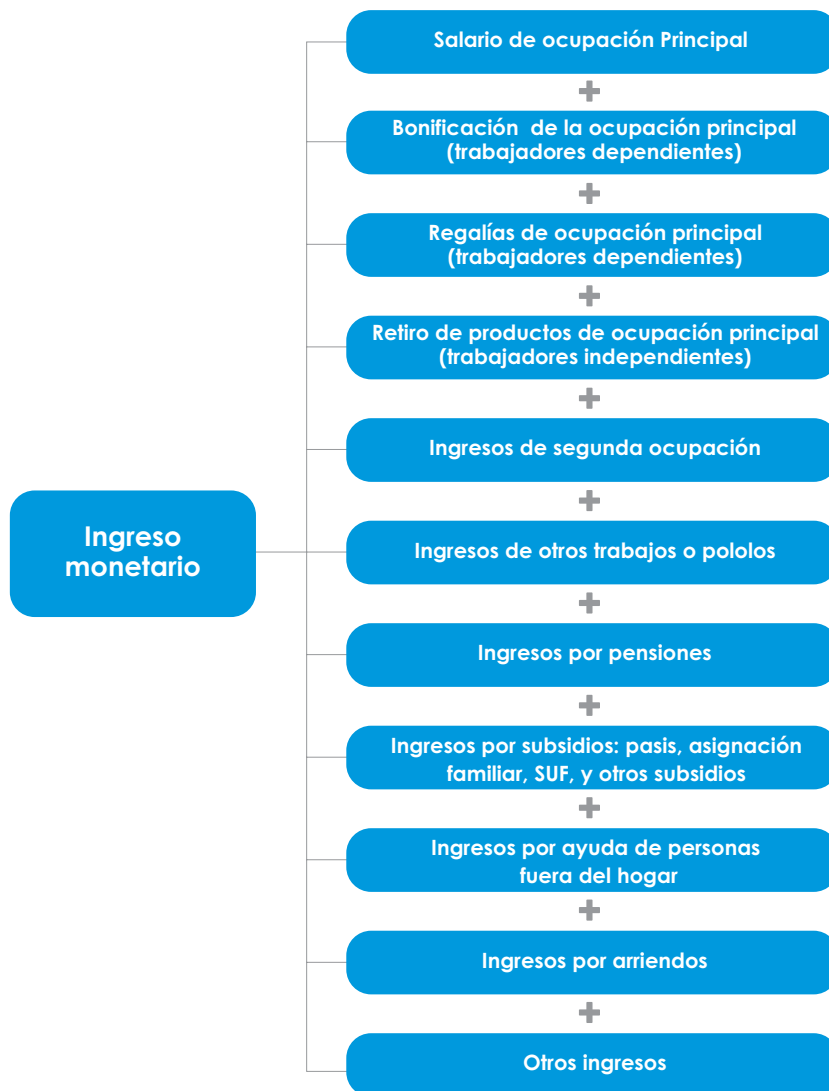 Salario de ocupación Principal
+
Bonificación de la ocupación principal
(trabajadores dependientes)
+
Regalías de ocupación principal
(trabajadores dependientes)
+
Retiro de productos de ocupación principal
(trabajadores independientes)
+
Ingresos de segunda ocupación
+
Ingreso
monetario
Ingresos de otros trabajos o pololos
+
Ingresos por pensiones
+
Ingresos por subsidios: pasis, asignación
familiar, SUF, y otros subsidios
+
Ingresos por ayuda de personas
fuera del hogar
+
Ingresos por arriendos
+
Otros ingresos